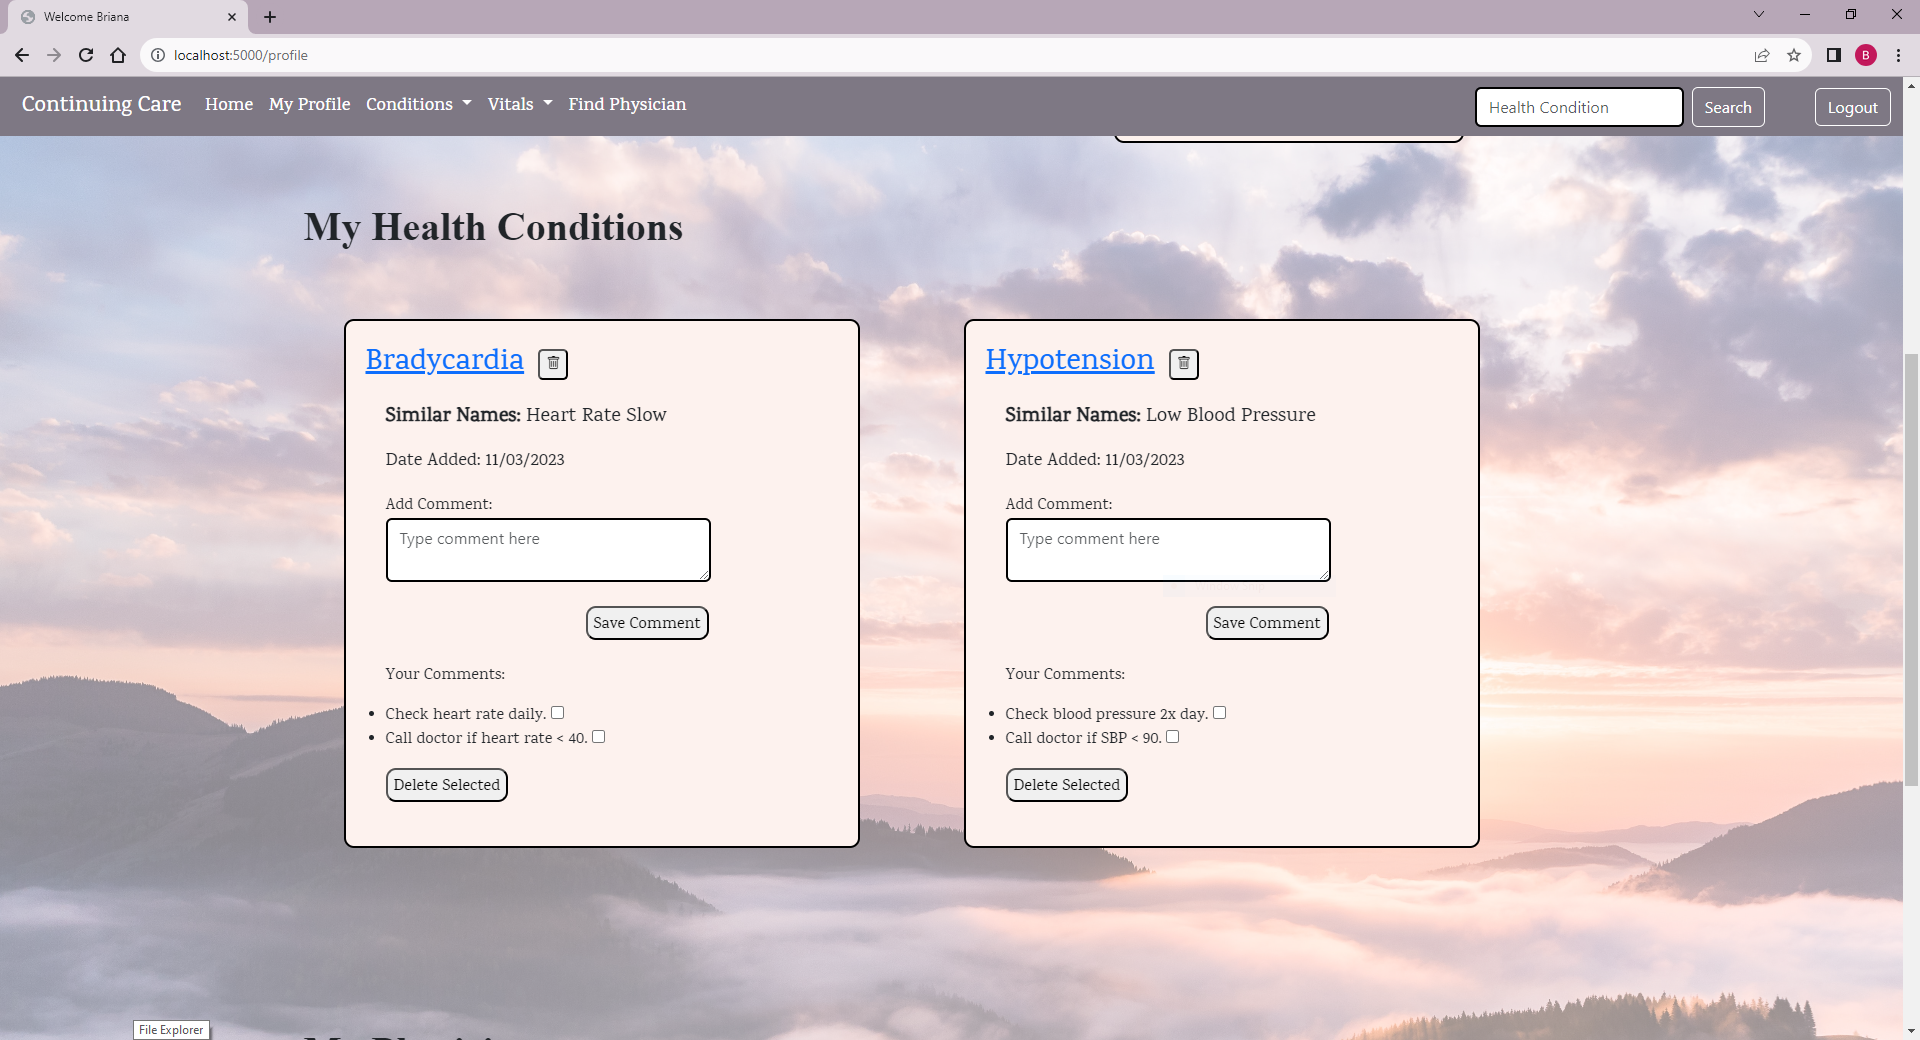 Welcome Briana
localhost:5000/profile
B
Continuing Care Home My Profile Conditions Vitals Find Physician Health Condition Search Logout
My Health Conditions
Bradycardia
Similar Names: Heart Rate Slow
Date Added: 11/03/2023
Add Comment:
Type comment here
Save Comment
Your Comments:
• Check heart rate daily.
• Call doctor if heart rate < 40.
Delete Selected
Hypotension
Similar Names: Low Blood Pressure
Date Added: 11/03/2023
Add Comment:
Type comment here
Save Comment
Your Comments:
• Check blood pressure 2x day.
• Call doctor if SBP < 90.
Delete Selected
File Explorer